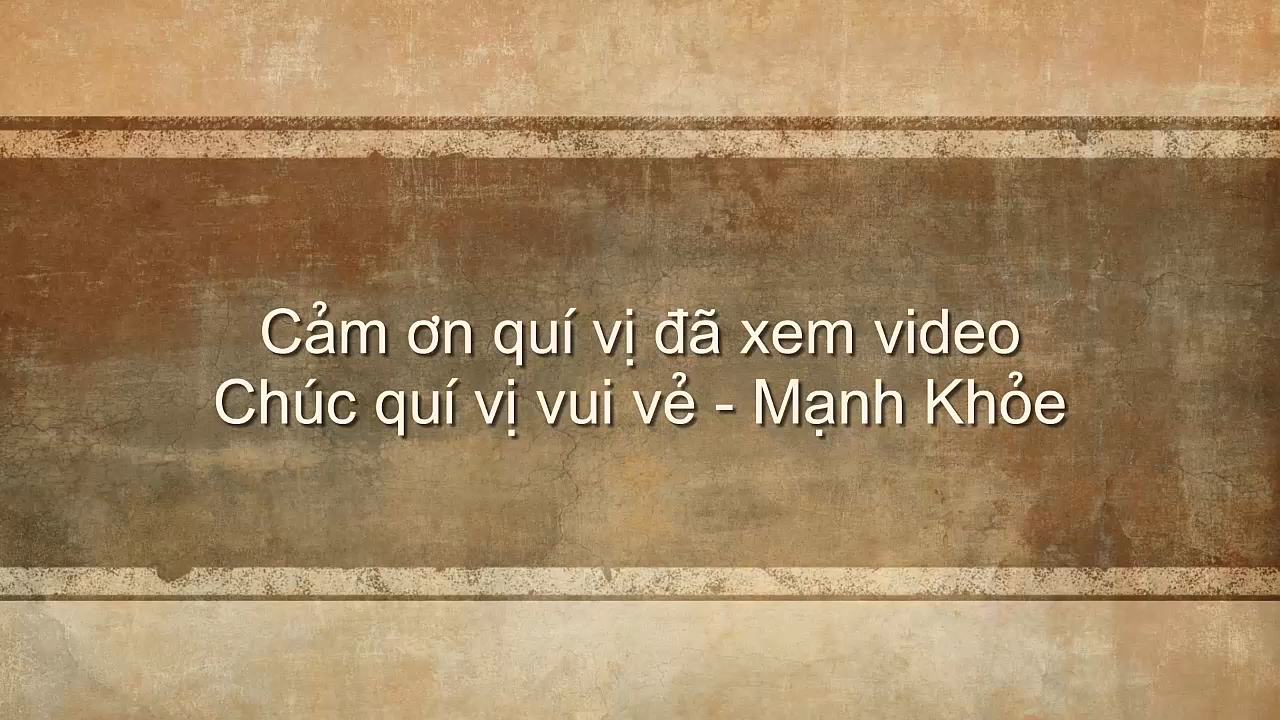 Cảm ơn quí vị đã xem video
Chúc quí vị vui vẻ - Mạnh Khỏe